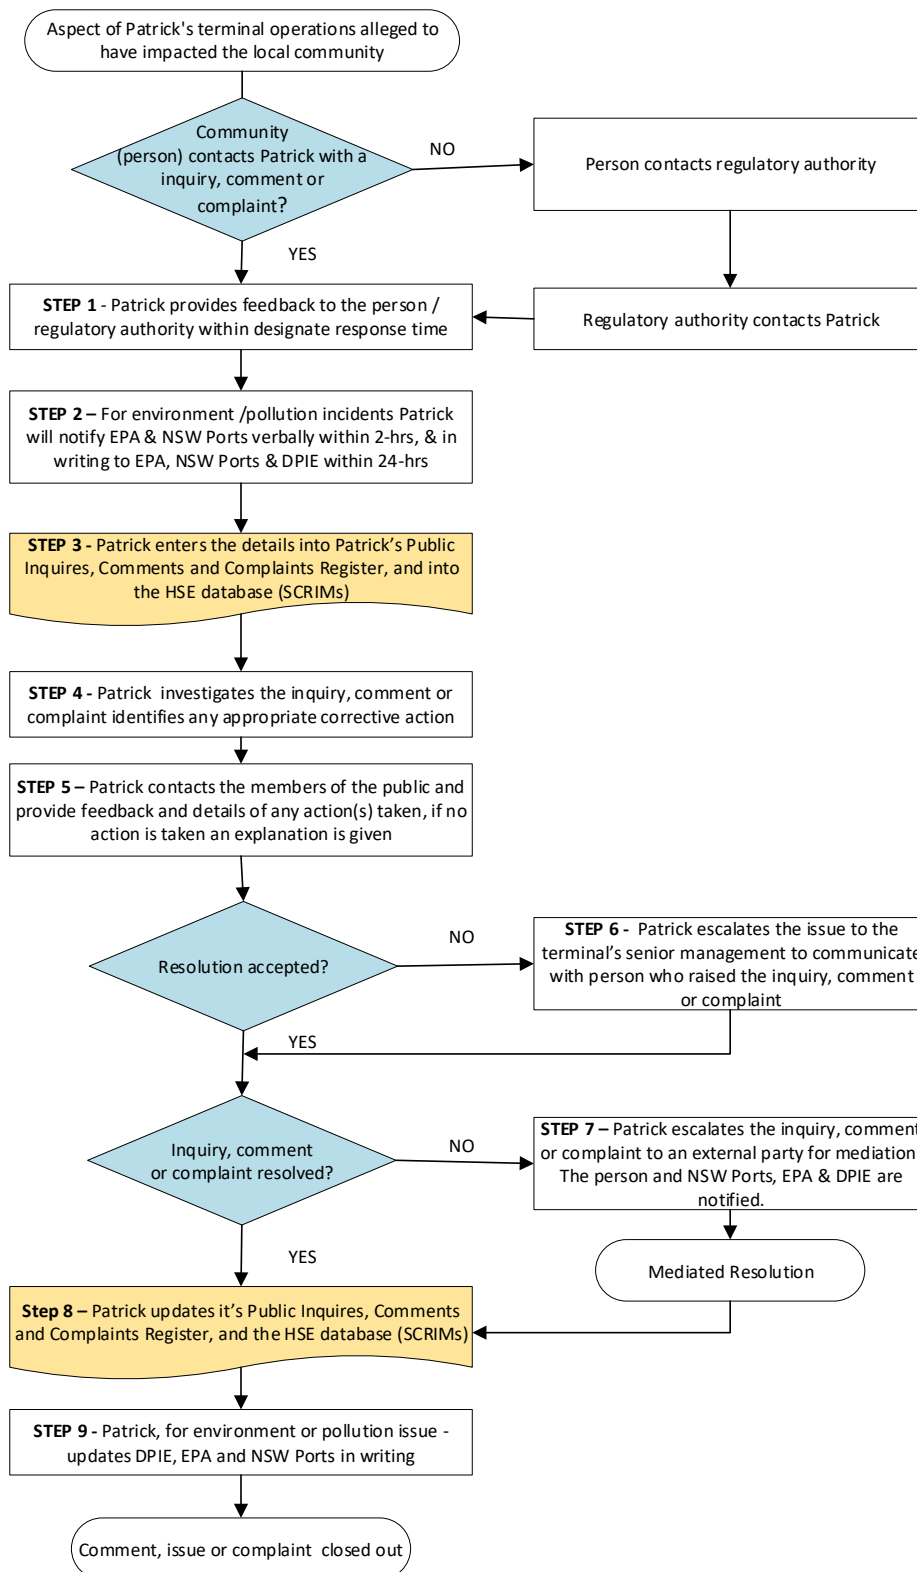 Aspect of Patrick's terminal operations alleged to
have impacted the local community
Community
(person) contacts Patrick with a
inquiry, comment or
complaint?
NO
Person contacts regulatory authority
YES
STEP 1 - Patrick provides feedback to the person /
regulatory authority within designate response time
Regulatory authority contacts Patrick
STEP 2 – For environment /pollution incidents Patrick
will notify EPA & NSW Ports verbally within 2-hrs, & in
writing to EPA, NSW Ports & DPIE within 24-hrs
STEP 3 - Patrick enters the details into Patrick’s Public
Inquires, Comments and Complaints Register, and into
the HSE database (SCRIMs)
STEP 4 - Patrick investigates the inquiry, comment or
complaint identifies any appropriate corrective action
STEP 5 – Patrick contacts the members of the public and
provide feedback and details of any action(s) taken, if no
action is taken an explanation is given
Resolution accepted?
NO
STEP 6 - Patrick escalates the issue to the
terminal’s senior management to communicate
with person who raised the inquiry, comment
or complaint
YES
Inquiry, comment
or complaint resolved?
NO
STEP 7 – Patrick escalates the inquiry, comment
or complaint to an external party for mediation
The person and NSW Ports, EPA & DPIE are
notified.
YES
Mediated Resolution
Step 8 – Patrick updates it’s Public Inquires, Comments
and Complaints Register, and the HSE database (SCRIMs)
STEP 9 - Patrick, for environment or pollution issue -
updates DPIE, EPA and NSW Ports in writing
Comment, issue or complaint closed out